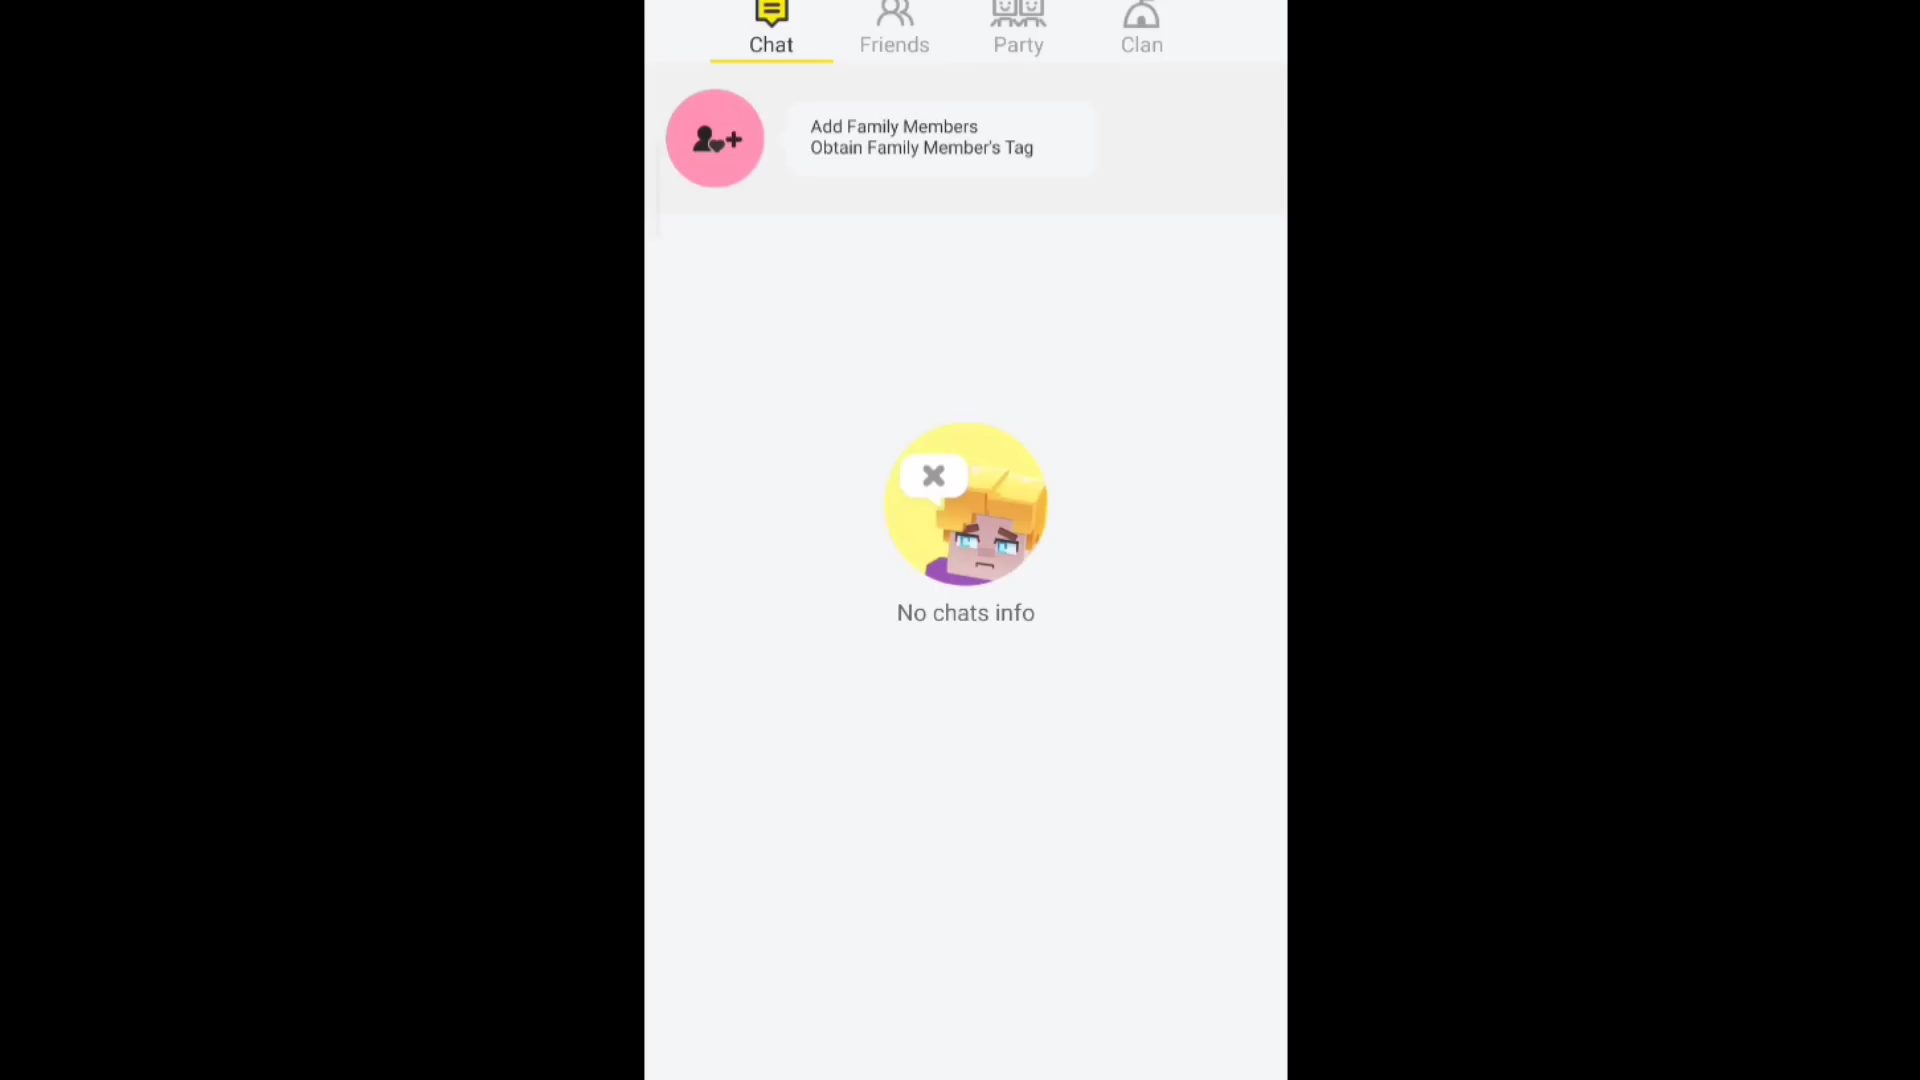 Chat
Friends
Party
Clan
Add Family Members
Obtain Family Member's Tag
No chats info